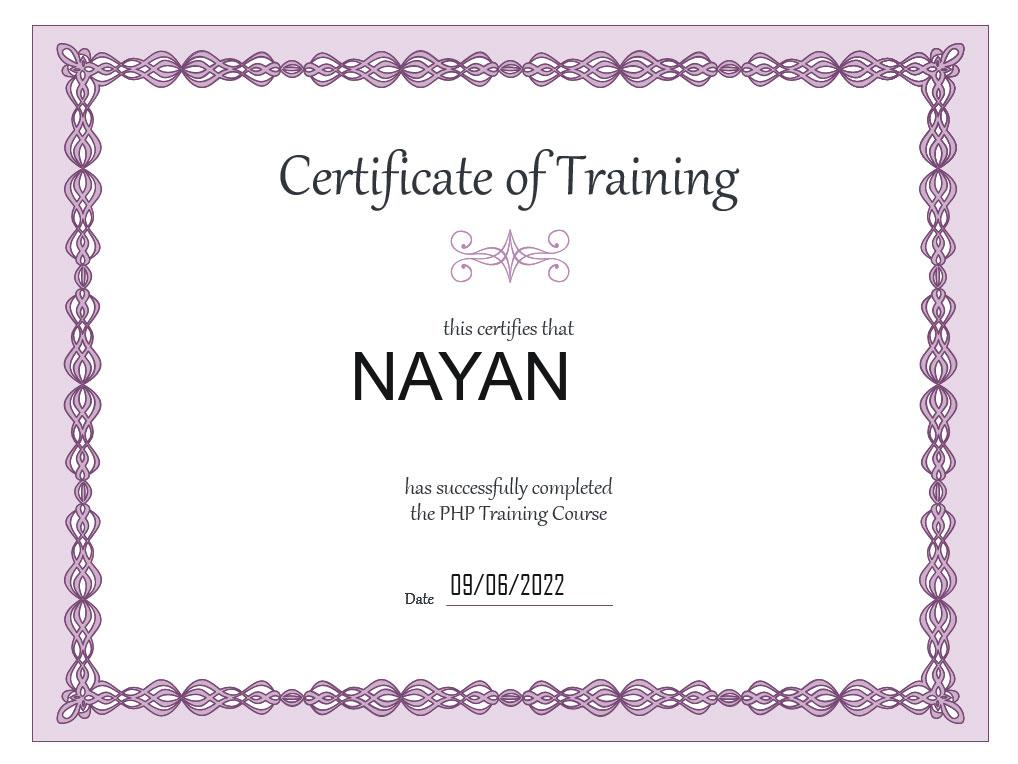 Certificate of Training
this certifies that
NAYAN
has successfully completed
the PHP Training Course
Date 09/06/2022